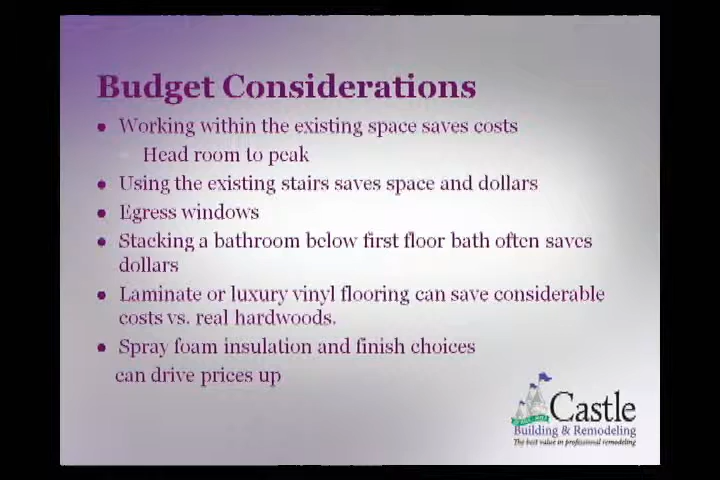 Budget Considerations
• Working within the existing space saves costs
– Head room to peak
• Using the existing stairs saves space and dollars
• Egress windows
• Stacking a bathroom below first floor bath often saves
dollars
• Laminate or luxury vinyl flooring can save considerable
costs vs. real hardwoods.
• Spray foam insulation and finish choices
can drive prices up
Castle
Building & Remodeling
The best value in professional remodeling